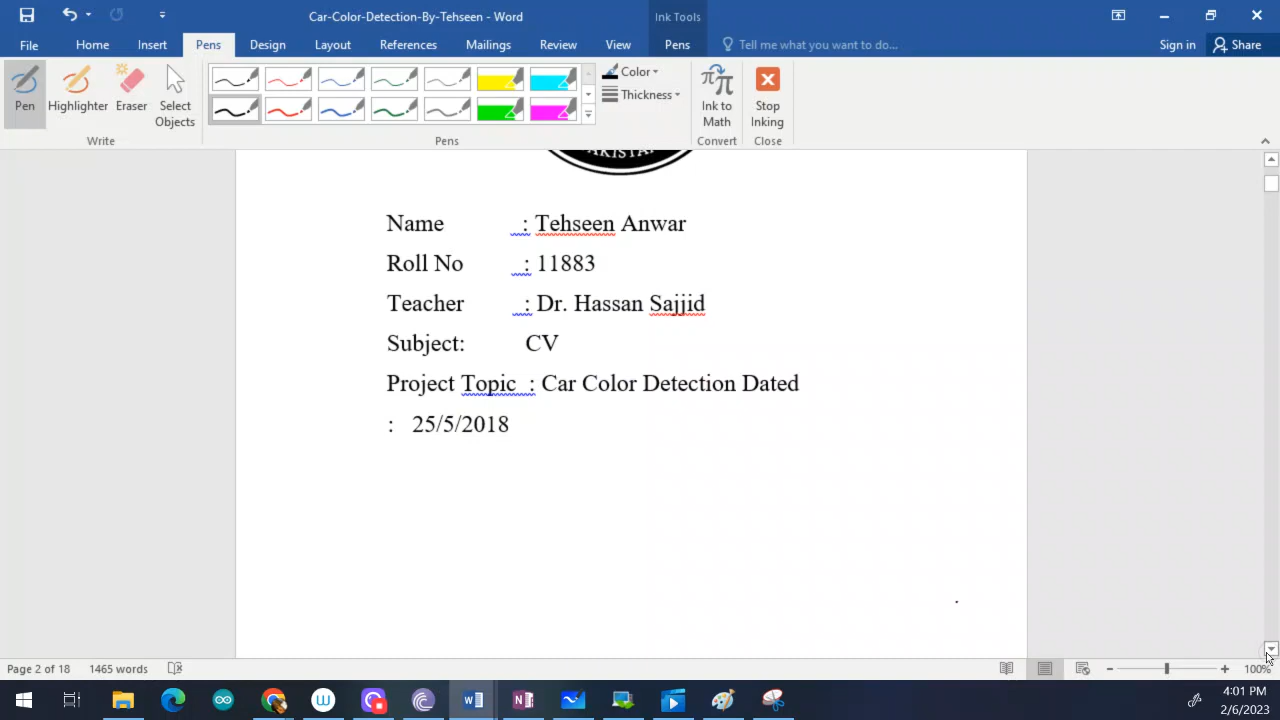 Car-Color-Detection-By-Tehseen - Word
Ink Tools
File Home Insert Pens Design Layout References Mailings Review View Pens Tell me what you want to do... Sign in Share
Pen Highlighter Eraser Select Objects
Color
Thickness
Ink to Math
Stop Inking
Write Pens Convert Close
AKISTA
Name : Tehseen Anwar
Roll No : 11883
Teacher : Dr. Hassan Sajjid
Subject: CV
Project Topic : Car Color Detection Dated
: 25/5/2018
Page 2 of 18 1465 words 100%
4:01 PM
2/6/2023